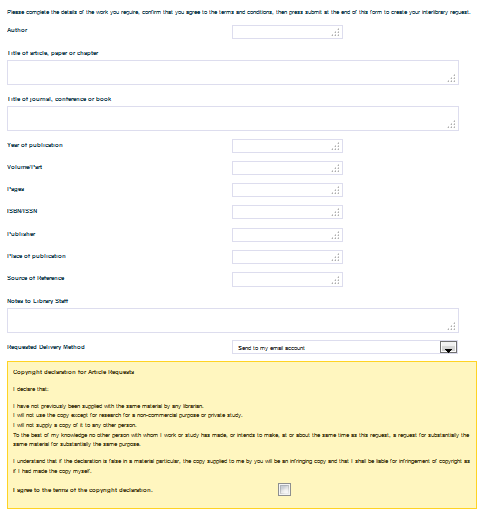 Please complete the details of the work you require, confirm that you agree to the terms and conditions, then press submit at the end of this form to create your interlibrary request.
Author
Title of article, paper or chapter
Title of journal, conference or book
Year of publication
Volume/Part
Pages
ISBN/ISSN
Publisher
Place of publication
Source of Reference
Notes to Library Staff
Requested Delivery Method
Send to my email account
Copyright declaration for Article Requests
I declare that:
I have not previously been supplied with the same material by any librarian.
I will not use the copy except for research for a non-commercial purpose or private study.
I will not supply a copy of it to any other person.
To the best of my knowledge no other person with whom I work or study has made, or intends to make, at or about the same time as this request, a request for substantially the
same material for substantially the same purpose.
I understand that if the declaration is false in a material particular, the copy supplied to me by you will be an infringing copy and that I shall be liable for infringement of copyright as
if I had made the copy myself.
I agree to the terms of the copyright declaration.